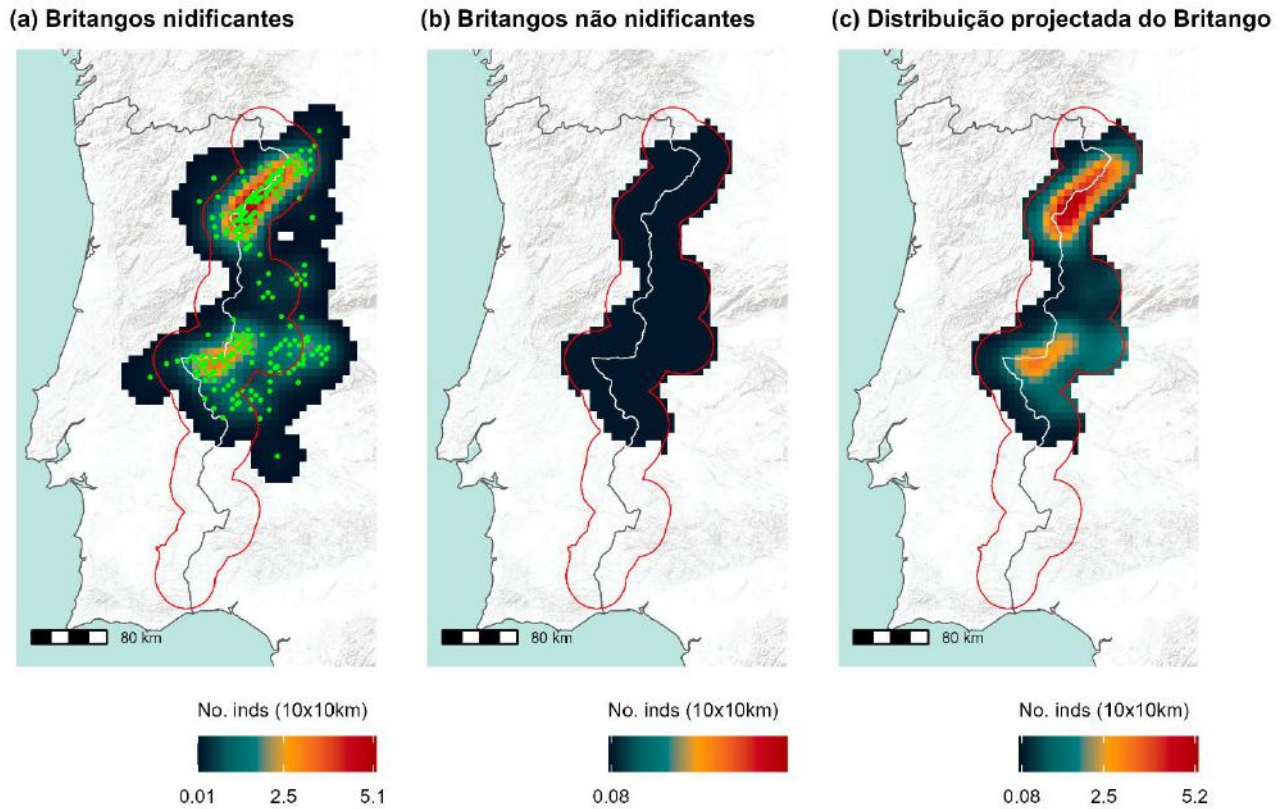 (a) Britangos nidificantes
(b) Britangos não nidificantes
(c) Distribuição projectada do Britango
80 km
80 km
80 km
No. inds (10x10km)
No. inds (10x10km)
No. inds (10x10km)
0.01 2.5 5.1
0.08
0.08 2.5 5.2